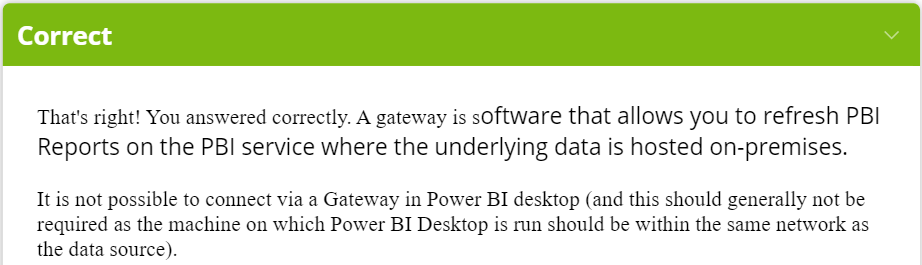 Correct
That's right! You answered correctly. A gateway is software that allows you to refresh PBI
Reports on the PBI service where the underlying data is hosted on-premises.
It is not possible to connect via a Gateway in Power BI desktop (and this should generally not be
required as the machine on which Power BI Desktop is run should be within the same network as
the data source).